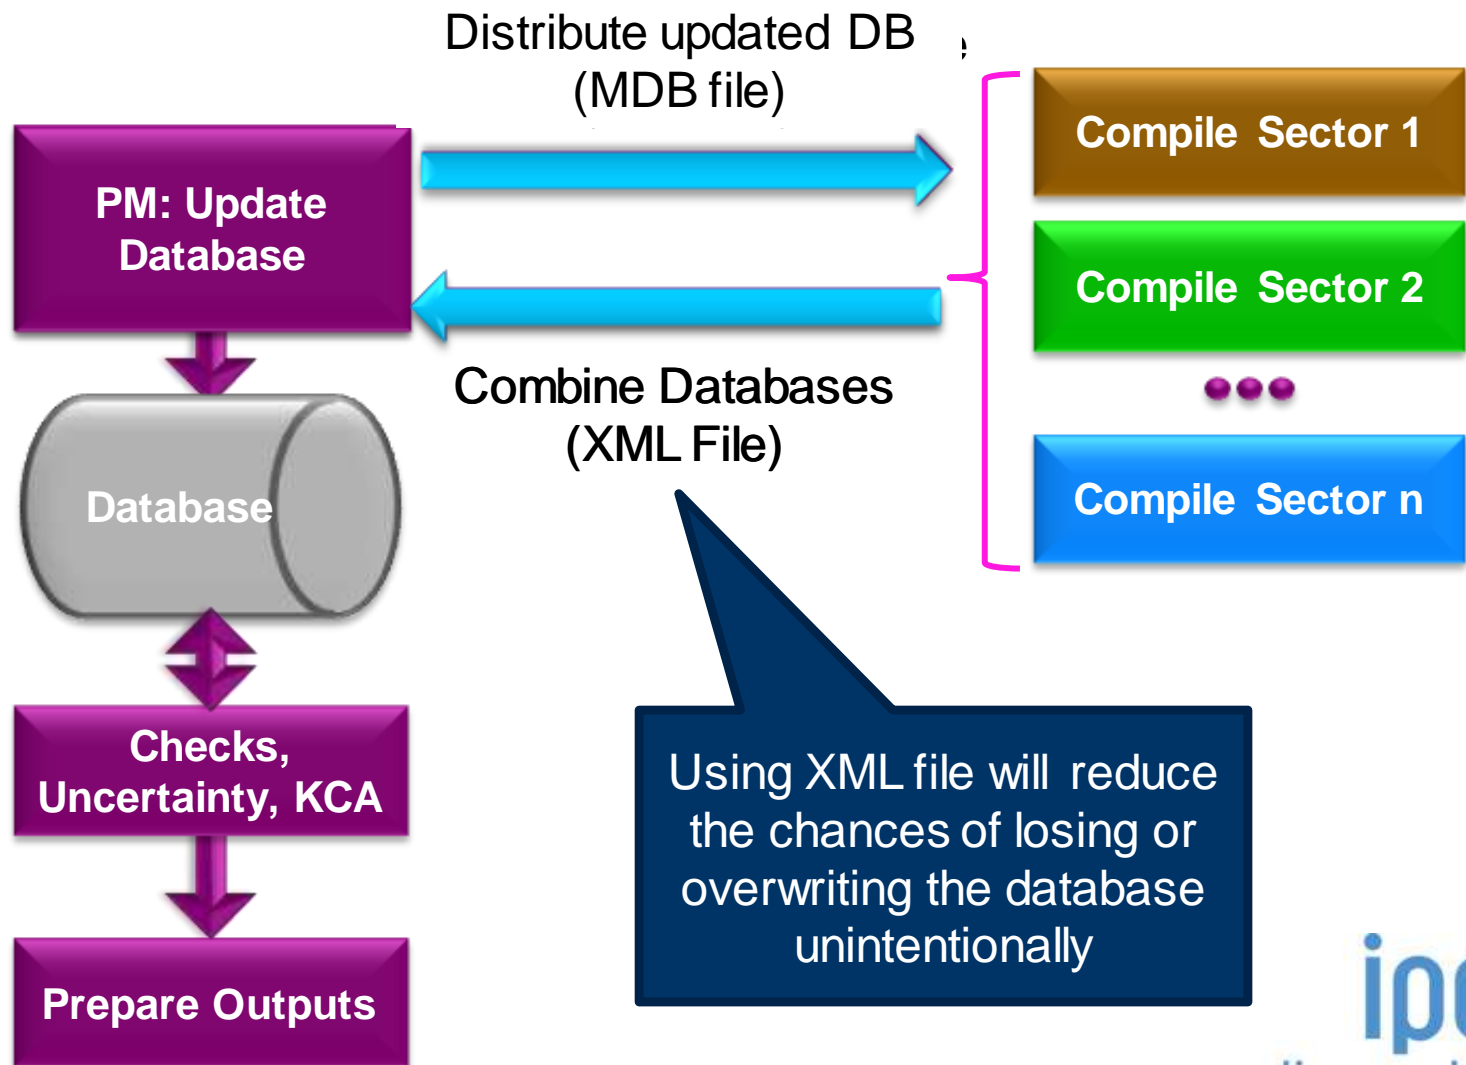 Distribute updated DB
(MDB file)
PM: Update
Database
Compile Sector 1
Compile Sector 2
Combine Databases
(XML File)
Database
Compile Sector n
Checks,
Uncertainty, KCA
Using XML file will reduce
the chances of losing or
overwriting the database
unintentionally
Prepare Outputs